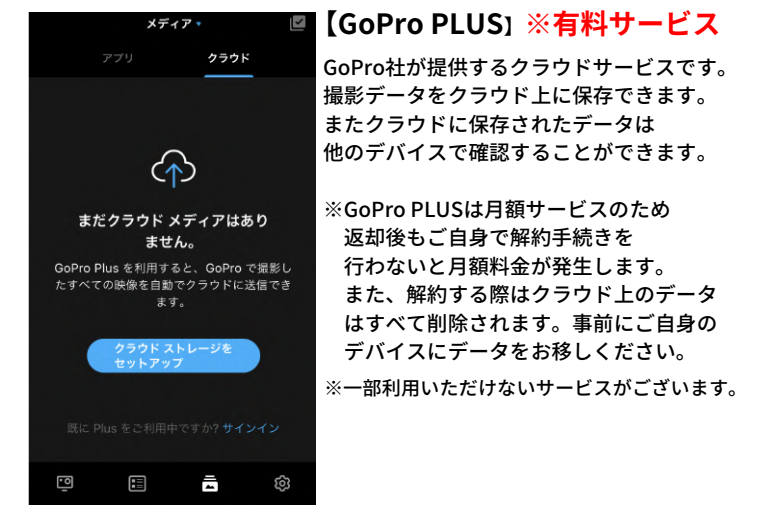 メディア
アプリ
クラウド
まだクラウド メディアはあり
ません。
GoPro Plus を利用すると、GoPro で撮影し
たすべての映像を自動でクラウドに送信でき
ます。
クラウド ストレージを
セットアップ
既に Plus をご利用中ですか? サインイン
【GoPro PLUS】※有料サービス
GoPro社が提供するクラウドサービスです。
撮影データをクラウド上に保存できます。
またクラウドに保存されたデータは
他のデバイスで確認することができます。
※GoPro PLUSは月額サービスのため
返却後もご自身で解約手続きを
行わないと月額料金が発生します。
また、解約する際はクラウド上のデータ
はすべて削除されます。事前にご自身の
デバイスにデータをお移しください。
※一部利用いただけないサービスがございます。